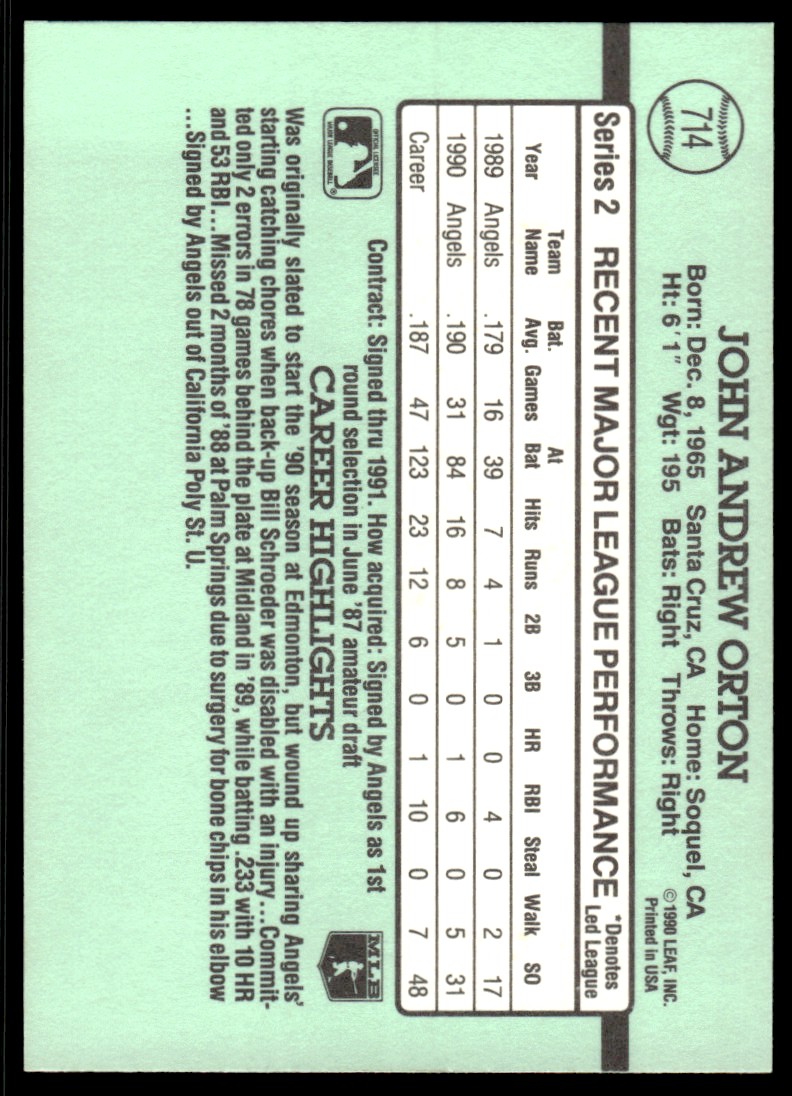 714
JOHN ANDREW ORTON
Born: Dec. 8, 1965 Santa Cruz, CA Home: Soquel, CA
Ht: 6'1" Wgt: 195 Bats: Right Throws: Right
©1990 LEAF, INC.
Printed in USA
Series 2 RECENT MAJOR LEAGUE PERFORMANCE *Denotes Led League
Year Team Name Bat. Avg. Games At Bat Hits Runs 2B 3B HR RBI Steal Walk SO
1989 Angels .179 16 39 7 4 1 0 0 4 0 2 17
1990 Angels .190 31 84 16 8 5 0 1 6 0 5 31
Career .187 47 123 23 12 6 0 1 10 0 7 48
OFFICIAL LICENSEE
MAJOR LEAGUE BASEBALL
Contract: Signed thru 1991. How acquired: Signed by Angels as 1st
round selection in June '87 amateur draft
MLB
CAREER HIGHLIGHTS
Was originally slated to start the '90 season at Edmonton, but wound up sharing Angels'
starting catching chores when back-up Bill Schroeder was disabled with an injury...Commit-
ted only 2 errors in 78 games behind the plate at Midland in '89, while batting .233 with 10 HR
and 53 RBI...Missed 2 months of '88 at Palm Springs due to surgery for bone chips in his elbow
...Signed by Angels out of California Poly St. U.